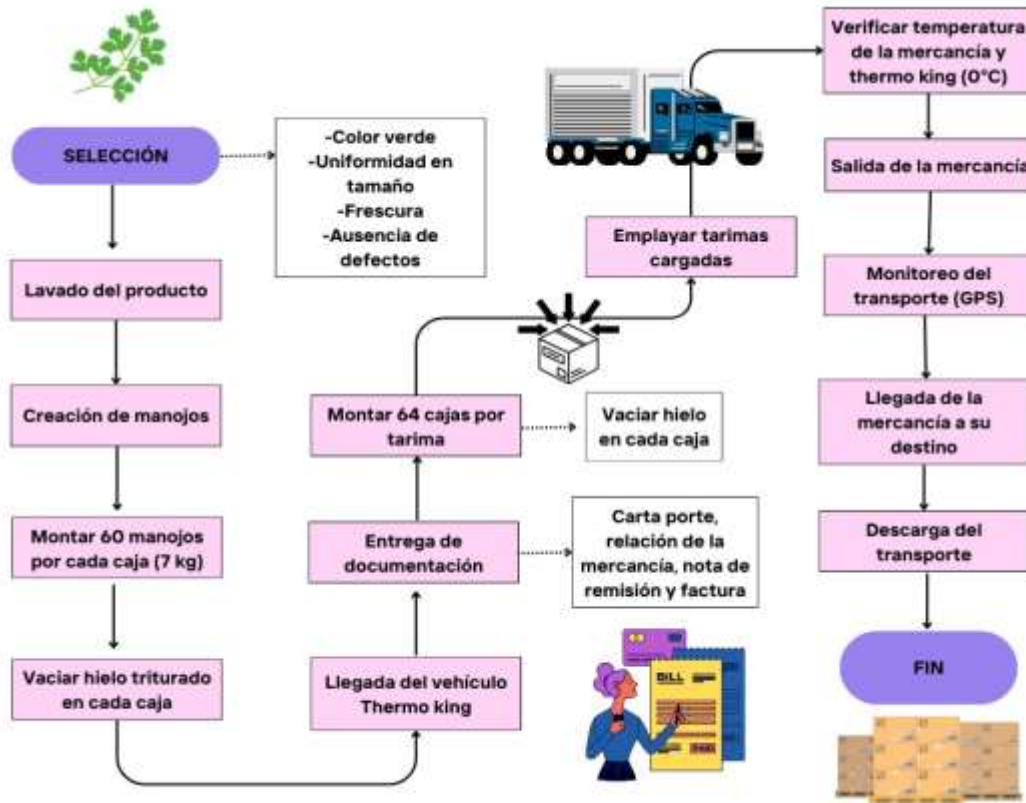 SELECCIÓN
-Color verde
-Uniformidad en
tamaño
-Frescura
-Ausencia de
defectos
Lavado del producto
Creación de manojos
Montar 60 manojos
por cada caja (7 kg)
Vaciar hielo triturado
en cada caja
Llegada del vehículo
Thermo king
Entrega de
documentación
Carta porte,
relación de la
mercancía, nota de
remisión y factura
BILL
Montar 64 cajas por
tarima
Vaciar hielo
en cada caja
Emplayar tarimas
cargadas
Verificar temperatura
de la mercancía y
thermo king (0°C)
Salida de la mercancía
Monitoreo del
transporte (GPS)
Llegada de la
mercancía a su
destino
Descarga del
transporte
FIN